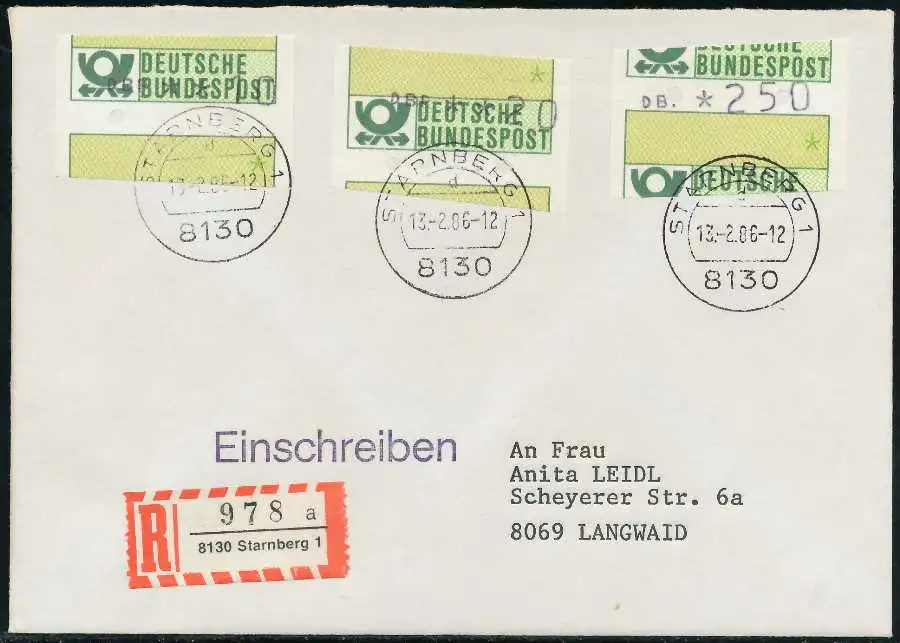 DEUTSCHE
BUNDESPOST
DEUTSCHE
BUNDESPOST
DEUTSCHE
BUNDESPOST
DB. *250
DEUTSCHE
STARNBERG 1
d
13.-2.86-12
8130
STARNBERG 1
d
13.-2.86-12
8130
STARNBERG 1
13.-2.86-12
8130
Einschreiben
R
978 a
8130 Starnberg 1
An Frau
Anita LEIDL
Scheyerer Str. 6a
8069 LANGWAID